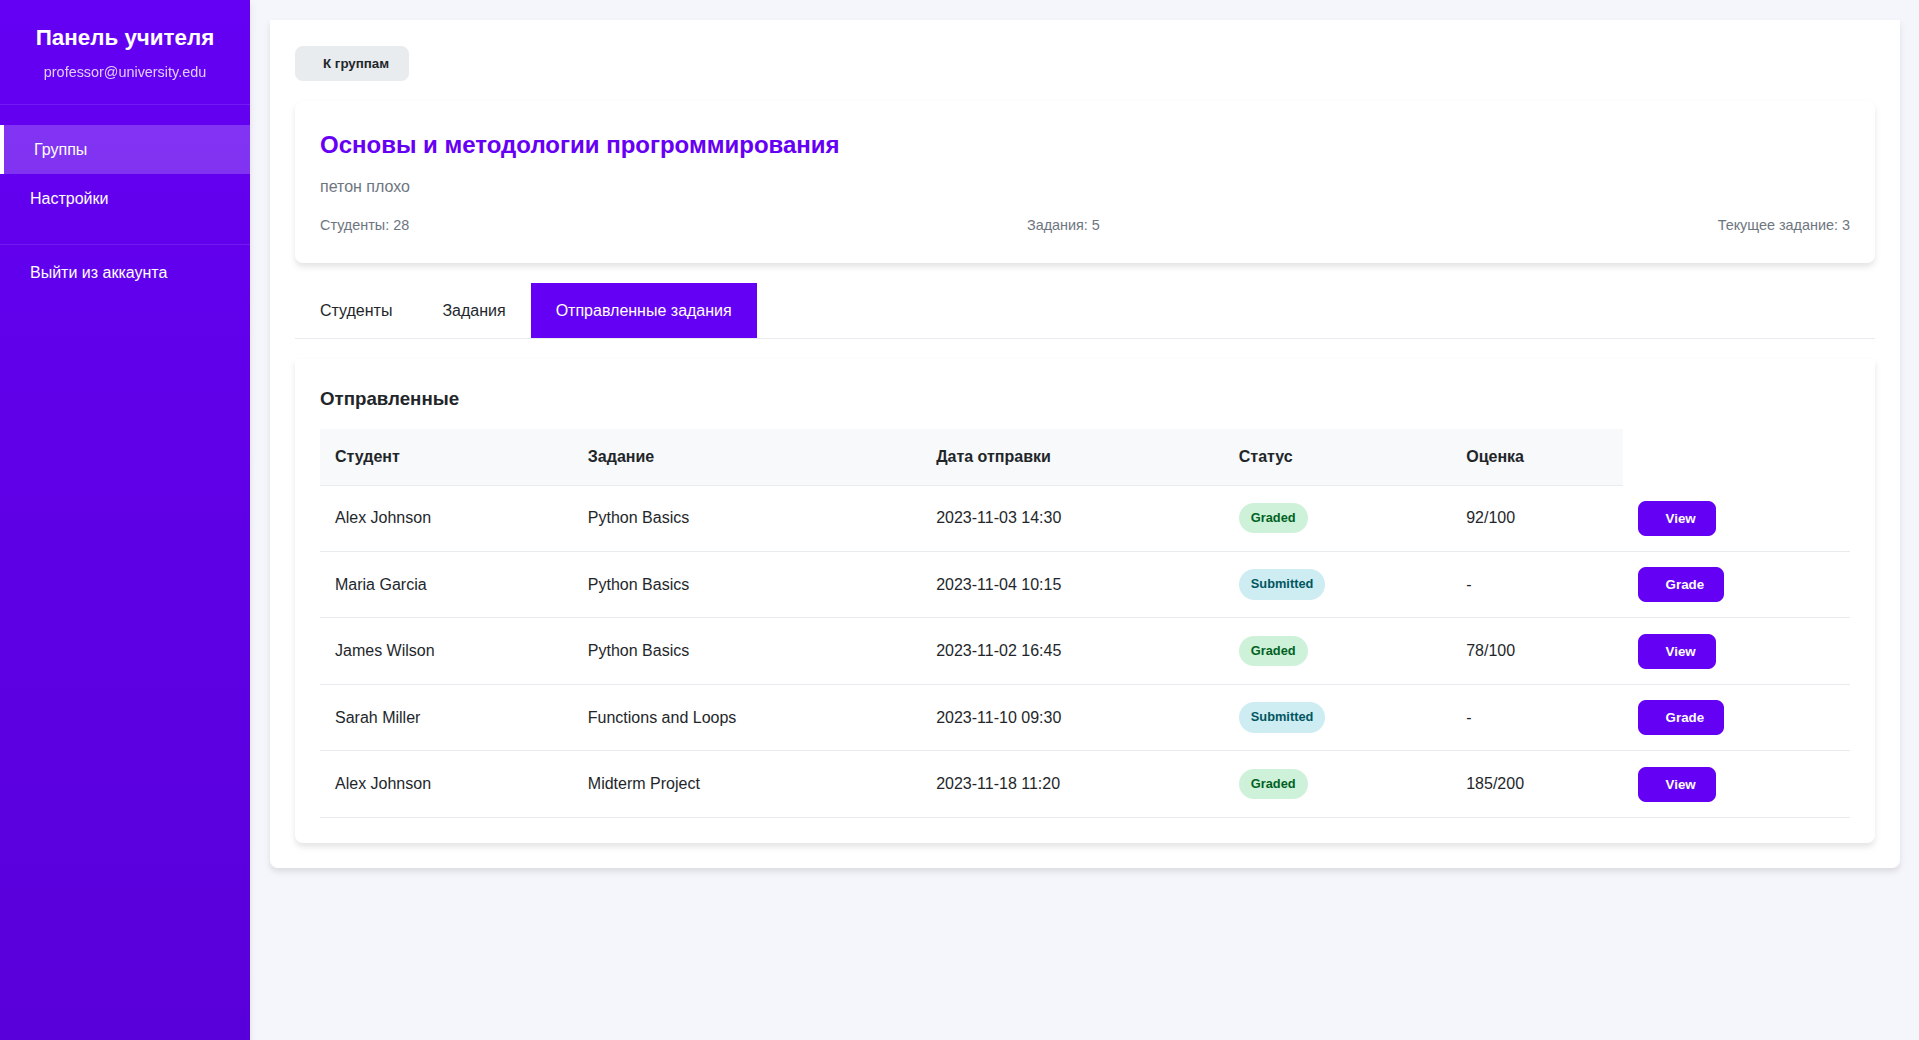 Панель учителя
professor@university.edu
Группы
Настройки
Выйти из аккаунта
К группам
Основы и методологии прогроммирования
петон плохо
Студенты: 28 Задания: 5 Текущее задание: 3
Студенты Задания Отправленные задания
Отправленные
Студент Задание Дата отправки Статус Оценка
Alex Johnson Python Basics 2023-11-03 14:30 Graded 92/100 View
Maria Garcia Python Basics 2023-11-04 10:15 Submitted - Grade
James Wilson Python Basics 2023-11-02 16:45 Graded 78/100 View
Sarah Miller Functions and Loops 2023-11-10 09:30 Submitted - Grade
Alex Johnson Midterm Project 2023-11-18 11:20 Graded 185/200 View